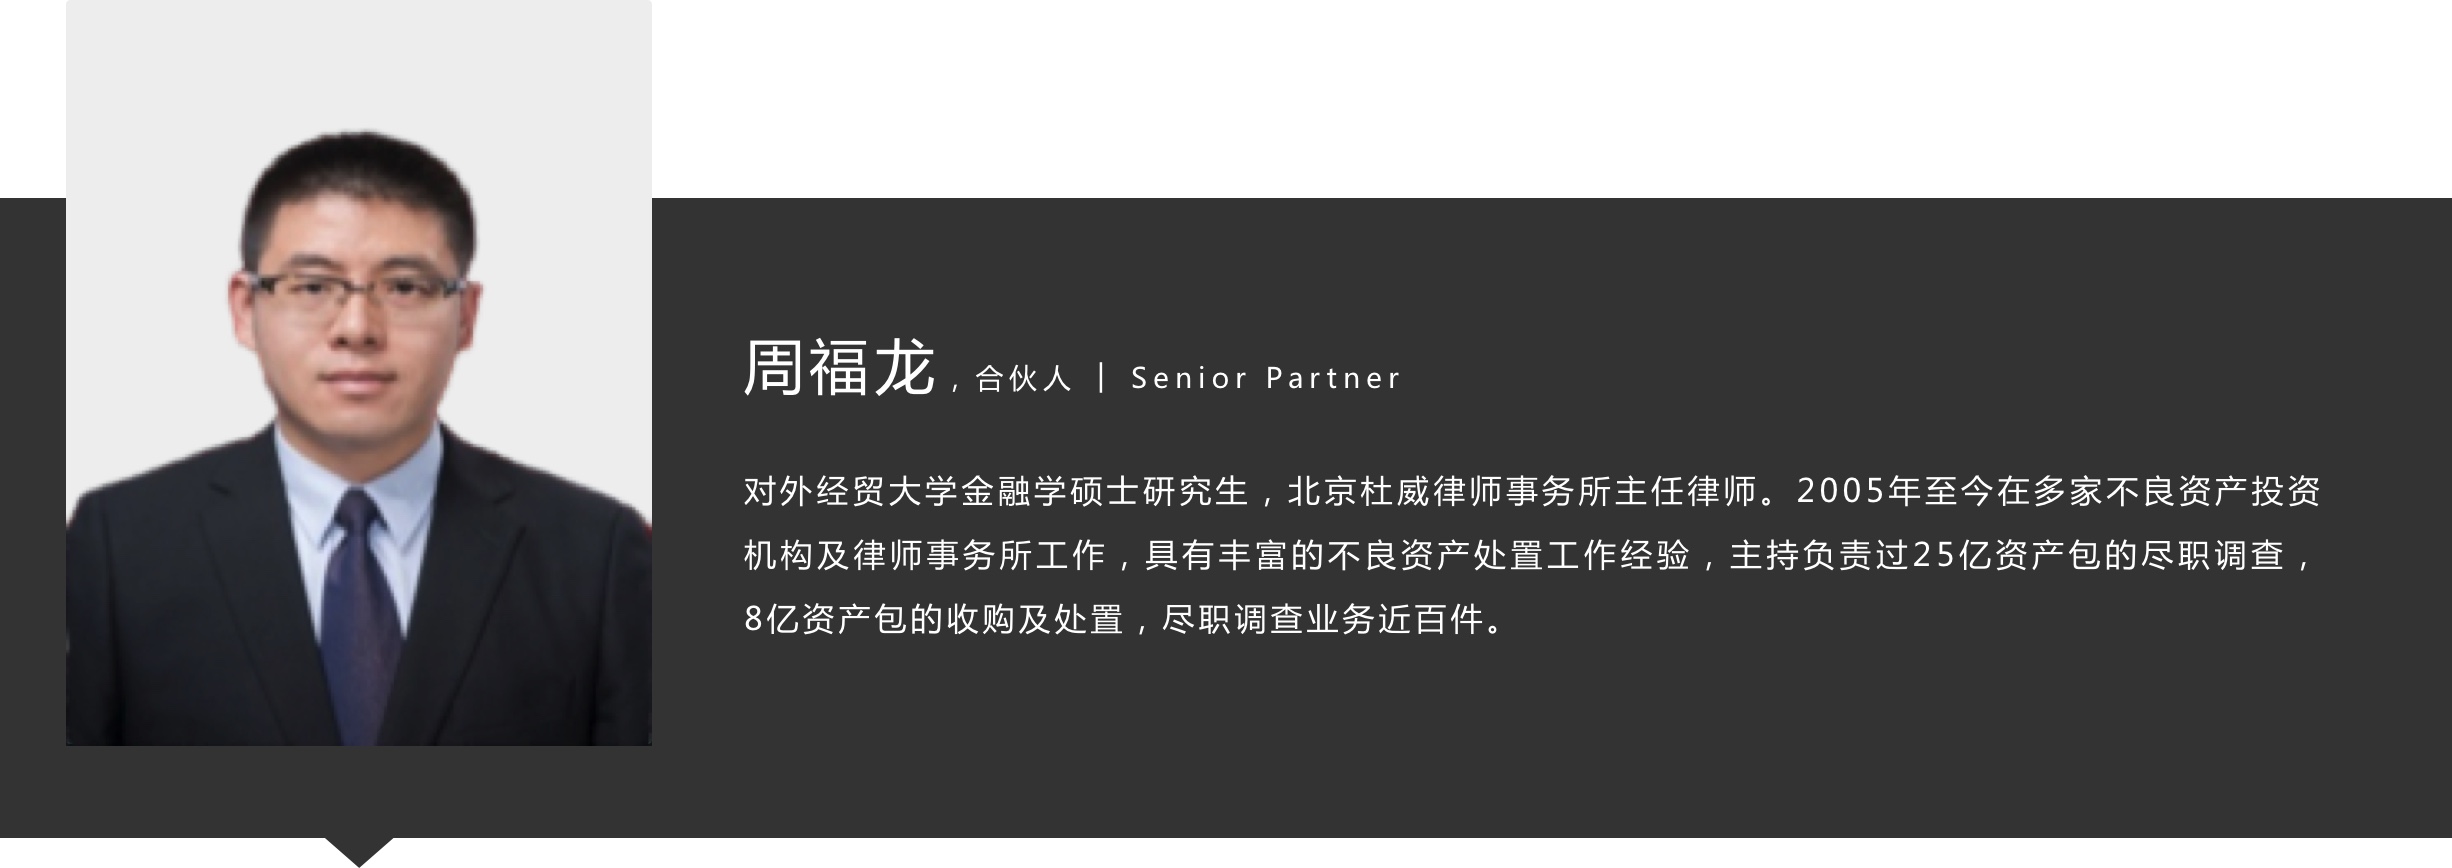 周福龙，合伙人 | Senior Partner
对外经贸大学金融学硕士研究生，北京杜威律师事务所主任律师。2005年至今在多家不良资产投资
机构及律师事务所工作，具有丰富的不良资产处置工作经验，主持负责过25亿资产包的尽职调查，
8亿资产包的收购及处置，尽职调查业务近百件。